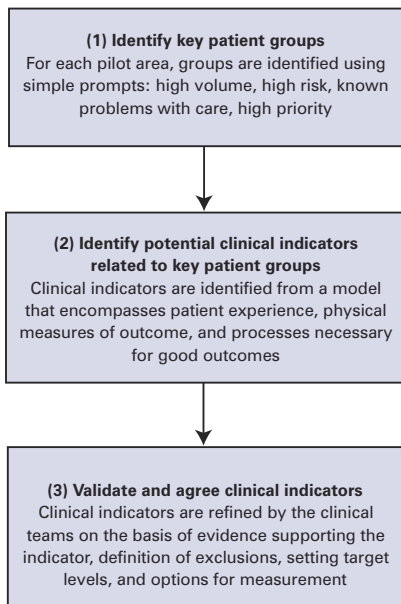 (1) Identify key patient groups
For each pilot area, groups are identified using
simple prompts: high volume, high risk, known
problems with care, high priority
(2) Identify potential clinical indicators
related to key patient groups
Clinical indicators are identified from a model
that encompasses patient experience, physical
measures of outcome, and processes necessary
for good outcomes
(3) Validate and agree clinical indicators
Clinical indicators are refined by the clinical
teams on the basis of evidence supporting the
indicator, definition of exclusions, setting target
levels, and options for measurement